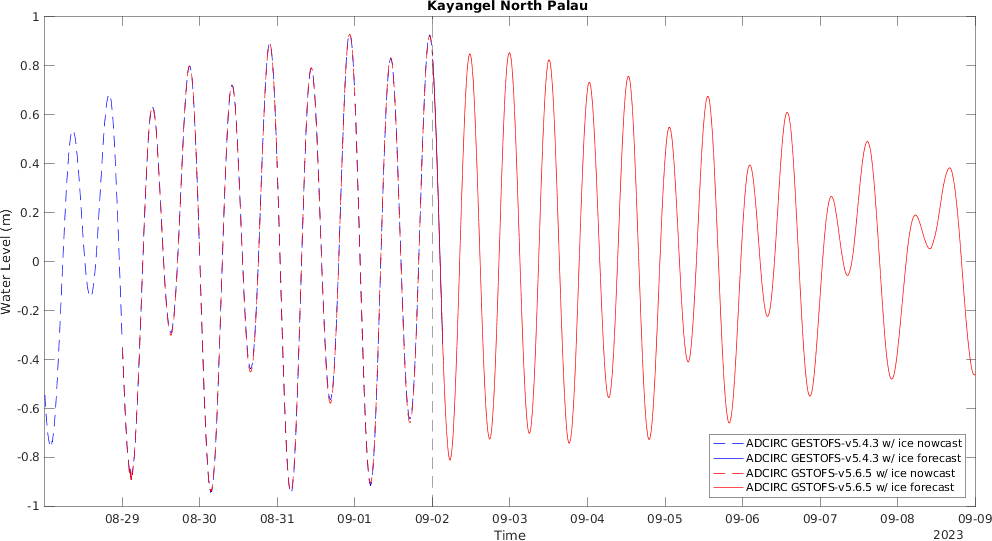 Kayangel North Palau
1
0.8
0.6
0.4
0.2
0
-0.2
-0.4
-0.6
-0.8
-1
Water Level (m)
ADCIRC GESTOFS-v5.4.3 w/ ice nowcast
ADCIRC GESTOFS-v5.4.3 w/ ice forecast
ADCIRC GSTOFS-v5.6.5 w/ ice nowcast
ADCIRC GSTOFS-v5.6.5 w/ ice forecast
08-29 08-30 08-31 09-01 09-02 09-03 09-04 09-05 09-06 09-07 09-08 09-09
Time
2023